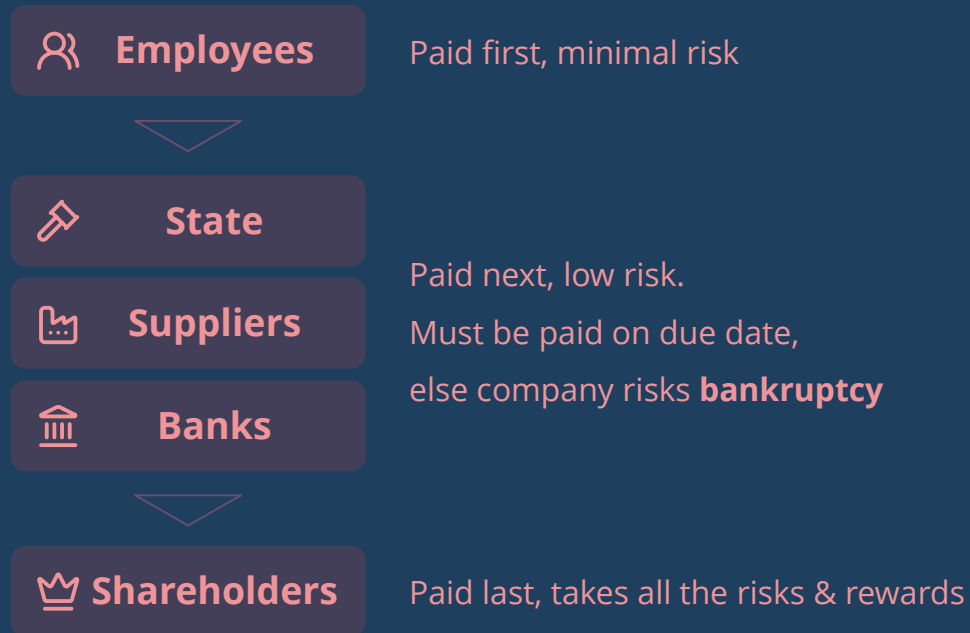 Employees
Paid first, minimal risk
State
Suppliers
Banks
Paid next, low risk.
Must be paid on due date,
else company risks bankruptcy
Shareholders
Paid last, takes all the risks & rewards